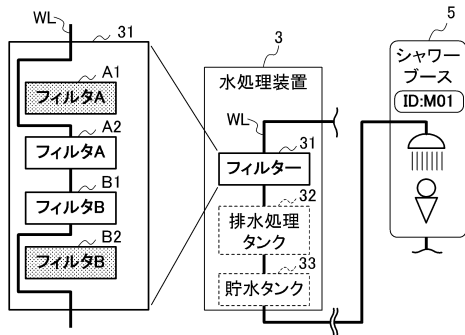 WL
31
A1
フィルタA
A2
フィルタA
B1
フィルタB
B2
フィルタB
3
水処理装置
WL
31
フィルター
32
排水処理
タンク
33
貯水タンク
5
シャワー
ブース
ID:M01